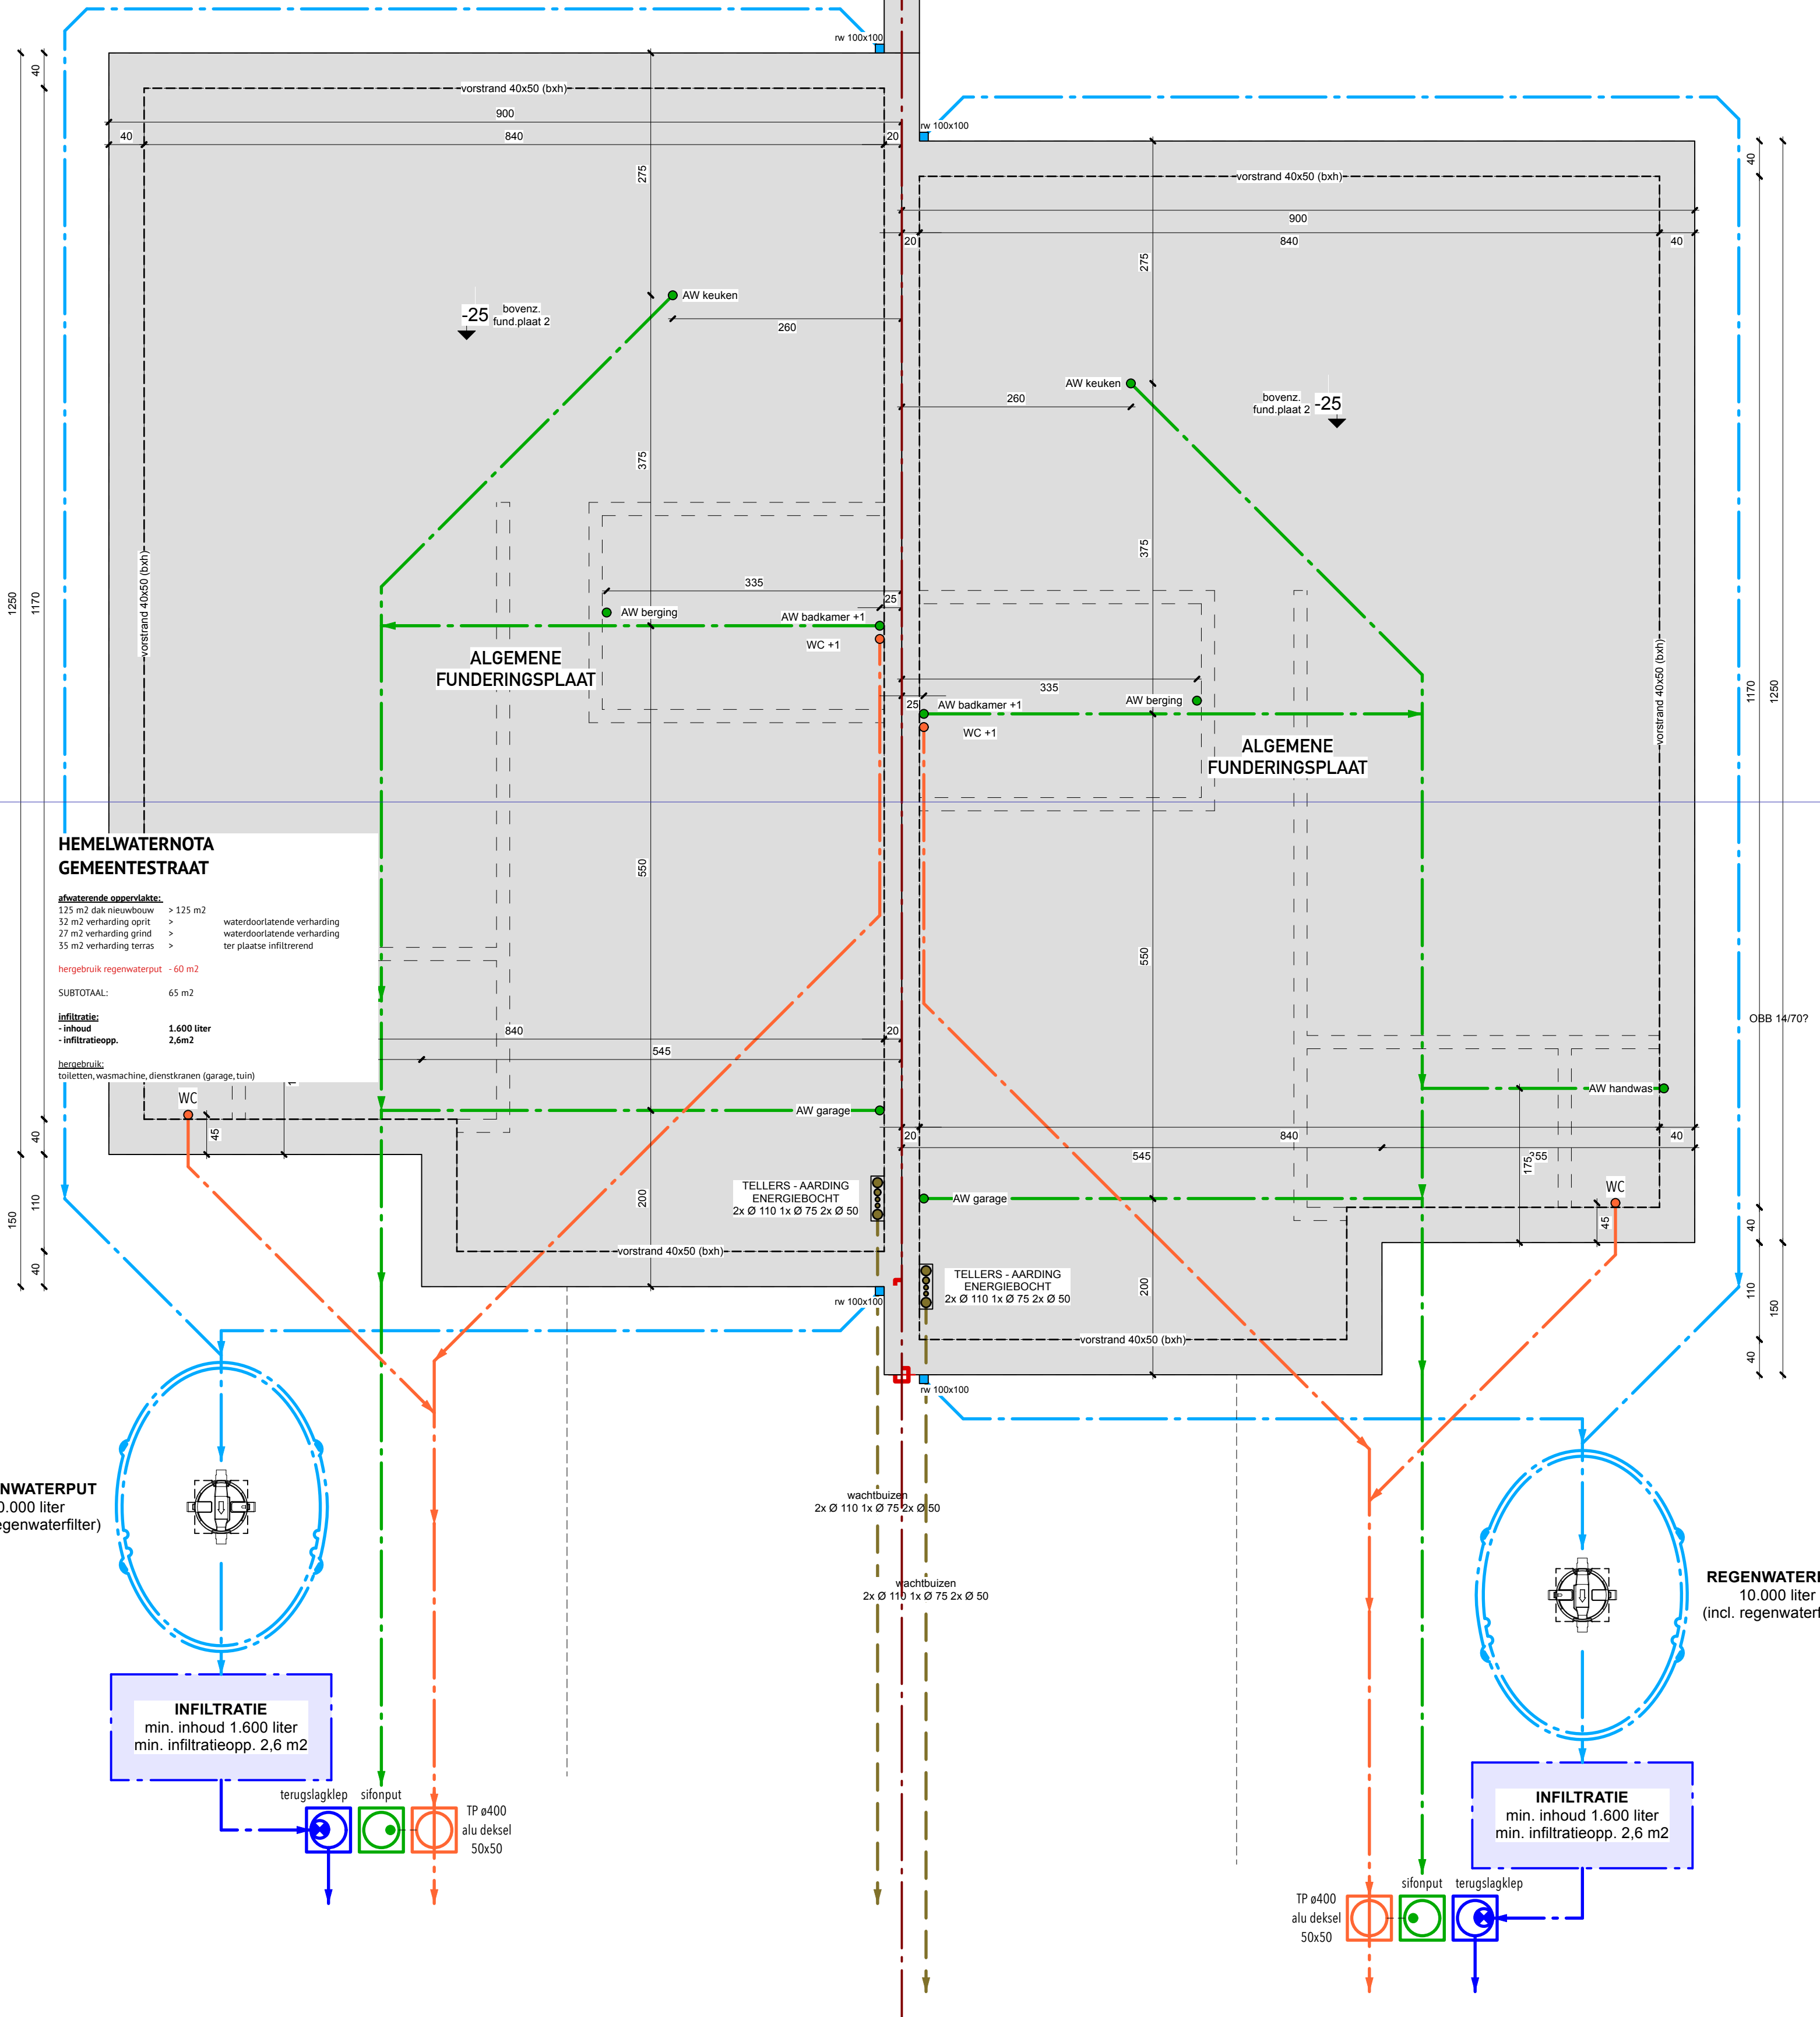 rw 100x100
40
vorstrand 40x50 (bxh)
900
40
840
20
rw 100x100
275
vorstrand 40x50 (bxh)
40
900
20
840
40
275
AW keuken
-25
bovenz.
fund.plaat 2
260
AW keuken
260
bovenz.
fund.plaat 2
-25
375
375
1250
1170
vorstrand 40x50 (bxh)
335
25
AW berging
AW badkamer +1
WC +1
ALGEMENE
FUNDERINGSPLAAT
335
25
AW berging
AW badkamer +1
WC +1
ALGEMENE
FUNDERINGSPLAAT
vorstrand 40x50 (bxh)
1170
1250
HEMELWATERNOTA
GEMEENTESTRAAT
afwaterende oppervlakte:
125 m2 dak nieuwbouw > 125 m2
32 m2 verharding oprit > waterdoorlatende verharding
27 m2 verharding grind > waterdoorlatende verharding
35 m2 verharding terras > ter plaatse infiltrerend
hergebruik regenwaterput - 60 m2
SUBTOTAAL: 65 m2
infiltratie:
- inhoud 1.600 liter
- infiltratieopp. 2,6m2
hergebruik:
toiletten, wasmachine, dienstkranen (garage, tuin)
550
550
OBB 14/70?
840
20
545
WC
45
AW garage
AW handwas
20
840
40
545
175
355
40
110
150
40
200
TELLERS - AARDING
ENERGIEBOCHT
2x Ø 110 1x Ø 75 2x Ø 50
AW garage
WC
45
vorstrand 40x50 (bxh)
TELLERS - AARDING
ENERGIEBOCHT
2x Ø 110 1x Ø 75 2x Ø 50
200
40
110
150
40
rw 100x100
vorstrand 40x50 (bxh)
rw 100x100
NWATERPUT
0.000 liter
egenwaterfilter)
wachtbuizen
2x Ø 110 1x Ø 75 2x Ø 50
wachtbuizen
2x Ø 110 1x Ø 75 2x Ø 50
REGENWATER
10.000 liter
(incl. regenwaterf
INFILTRATIE
min. inhoud 1.600 liter
min. infiltratieopp. 2,6 m2
INFILTRATIE
min. inhoud 1.600 liter
min. infiltratieopp. 2,6 m2
terugslagklep
sifonput
TP ø400
alu deksel
50x50
sifonput
terugslagklep
TP ø400
alu deksel
50x50